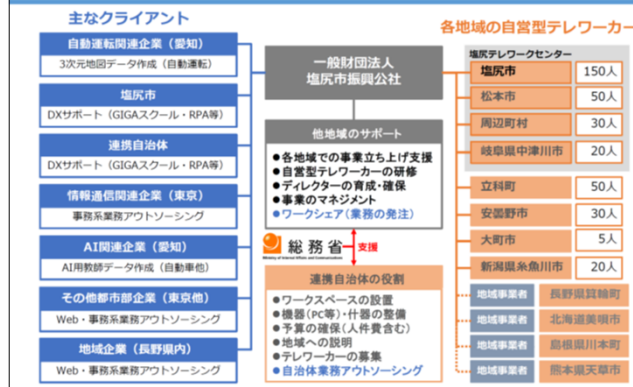 主なクライアント
自動運転関連企業（愛知）
3次元地図データ作成（自動運転）
塩尻市
DXサポート（GIGAスクール・RPA等）
連携自治体
DXサポート（GIGAスクール・RPA等）
情報通信関連企業（東京）
事務系業務アウトソーシング
AI関連企業（愛知）
AI用教師データ作成（自動車他）
その他都市部企業（東京他）
Web・事務系業務アウトソーシング
地域企業（長野県内）
Web・事務系業務アウトソーシング
一般財団法人
塩尻市振興公社
他地域のサポート
●各地域での事業立ち上げ支援
●自営型テレワーカーの研修
●ディレクターの育成・確保
●事業のマネジメント
●ワークシェア（業務の発注）
総務省
Ministry of Internal Affairs and Communications
支援
連携自治体の役割
●ワークスペースの設置
●機器（PC等）・什器の整備
●予算の確保（人件費含む）
●地域への説明
●テレワーカーの募集
●自治体業務アウトソーシング
各地域の自営型テレワーカー
塩尻テレワークセンター
塩尻市 150人
松本市 50人
周辺町村 30人
岐阜県中津川市 20人
立科町 50人
安曇野市 30人
大町市 5人
新潟県糸魚川市 20人
地域事業者 長野県箕輪町
地域事業者 北海道美唄市
地域事業者 島根県川本町
地域事業者 熊本県天草市